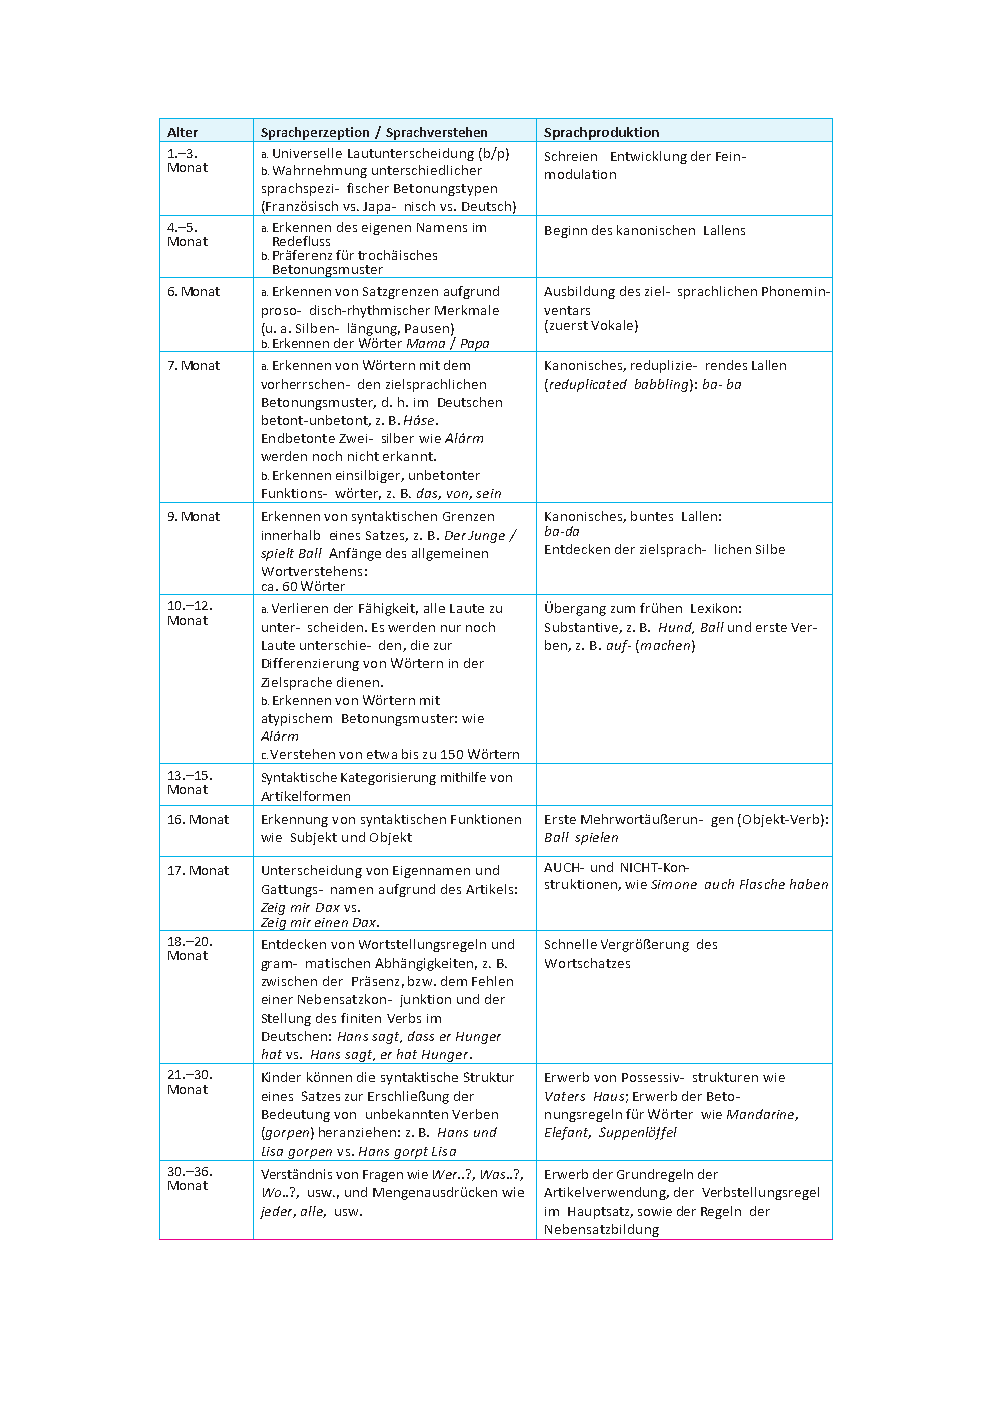 Alter Sprachperzeption / Sprachverstehen Sprachproduktion
1.–3.
Monat
a. Universelle Lautunterscheidung (b/p)
b. Wahrnehmung unterschiedlicher
sprachspezi- fischer Betonungstypen
(Französisch vs. Japa- nisch vs. Deutsch)
Schreien Entwicklung der Fein-
modulation
4.–5.
Monat
a. Erkennen des eigenen Namens im
Redefluss
b. Präferenz für trochäisches
Betonungsmuster
Beginn des kanonischen Lallens
6. Monat
a. Erkennen von Satzgrenzen aufgrund
proso- disch-rhythmischer Merkmale
(u. a. Silben- längung, Pausen)
b. Erkennen der Wörter Mama / Papa
Ausbildung des ziel- sprachlichen Phonemin-
ventars
(zuerst Vokale)
7. Monat
a. Erkennen von Wörtern mit dem
vorherrschen- den zielsprachlichen
Betonungsmuster, d. h. im Deutschen
betont-unbetont, z. B. Háse.
Endbetonte Zwei- silber wie Alárm
werden noch nicht erkannt.
b. Erkennen einsilbiger, unbetonter
Funktions- wörter, z. B. das, von, sein
Kanonisches, reduplizie- rendes Lallen
(reduplicated babbling): ba- ba
9. Monat
Erkennen von syntaktischen Grenzen
innerhalb eines Satzes, z. B. Der Junge /
spielt Ball Anfänge des allgemeinen
Wortverstehens:
ca. 60 Wörter
Kanonisches, buntes Lallen:
ba-da
Entdecken der zielsprach- lichen Silbe
10.–12.
Monat
a. Verlieren der Fähigkeit, alle Laute zu
unter- scheiden. Es werden nur noch
Laute unterschie- den, die zur
Differenzierung von Wörtern in der
Zielsprache dienen.
b. Erkennen von Wörtern mit
atypischem Betonungsmuster: wie
Alárm
c. Verstehen von etwa bis zu 150 Wörtern
Übergang zum frühen Lexikon:
Substantive, z. B. Hund, Ball und erste Ver-
ben, z. B. auf- (machen)
13.–15.
Monat
Syntaktische Kategorisierung mithilfe von
Artikelformen
16. Monat
Erkennung von syntaktischen Funktionen
wie Subjekt und Objekt
Erste Mehrwortäußerun- gen (Objekt-Verb):
Ball spielen
17. Monat
Unterscheidung von Eigennamen und
Gattungs- namen aufgrund des Artikels:
Zeig mir Dax vs.
Zeig mir einen Dax.
AUCH- und NICHT-Kon-
struktionen, wie Simone auch Flasche haben
18.–20.
Monat
Entdecken von Wortstellungsregeln und
gram- matischen Abhängigkeiten, z. B.
zwischen der Präsenz, bzw. dem Fehlen
einer Nebensatzkon- junktion und der
Stellung des finiten Verbs im
Deutschen: Hans sagt, dass er Hunger
hat vs. Hans sagt, er hat Hunger.
Schnelle Vergrößerung des
Wortschatzes
21.–30.
Monat
Kinder können die syntaktische Struktur
eines Satzes zur Erschließung der
Bedeutung von unbekannten Verben
(gorpen) heranziehen: z. B. Hans und
Lisa gorpen vs. Hans gorpt Lisa
Erwerb von Possessiv- strukturen wie
Vaters Haus; Erwerb der Beto-
nungsregeln für Wörter wie Mandarine,
Elefant, Suppenlöffel
30.–36.
Monat
Verständnis von Fragen wie Wer..?, Was..?,
Wo..?, usw., und Mengenausdrücken wie
jeder, alle, usw.
Erwerb der Grundregeln der
Artikelverwendung, der Verbstellungsregel
im Hauptsatz, sowie der Regeln der
Nebensatzbildung